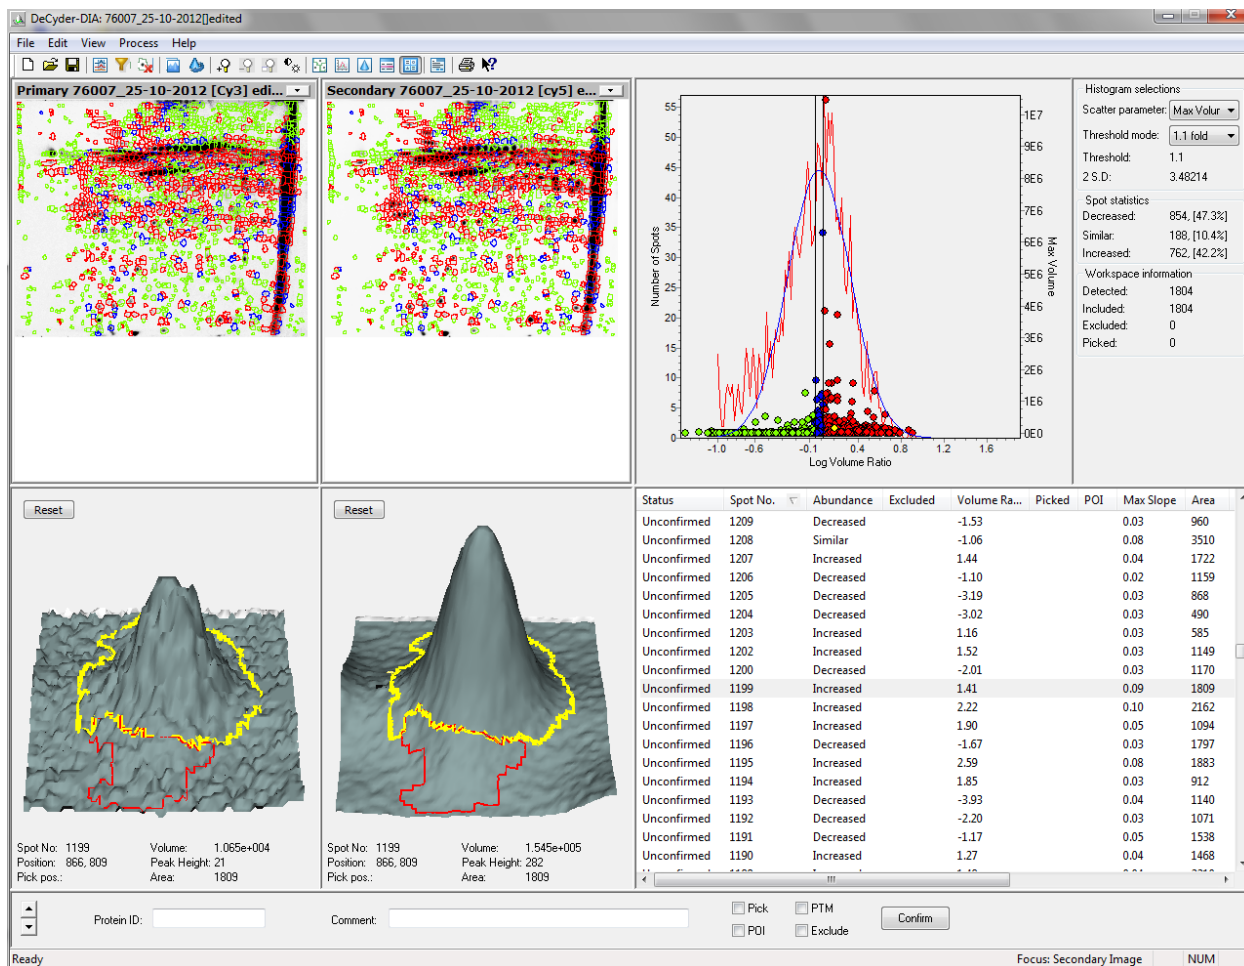 DeCyder-DIA: 76007_25-10-2012[]edited
File Edit View Process Help
Primary 76007_25-10-2012 [Cy3] edi...
Secondary 76007_25-10-2012 [cy5] e...
55
50
45
40
35
30
25
20
15
10
5
0
Number of Spots
-1.0 -0.6 -0.1 0.4 0.8 1.2 1.6
Log Volume Ratio
1E7
9E6
8E6
7E6
6E6
5E6
4E6
3E6
2E6
1E6
0E0
Max Volume
Histogram selections
Scatter parameter: Max Volur
Threshold mode: 1.1 fold
Threshold: 1.1
2 S.D: 3.48214
Spot statistics
Decreased: 854, [47.3%]
Similar: 188, [10.4%]
Increased: 762, [42.2%]
Workspace information
Detected: 1804
Included: 1804
Excluded: 0
Picked: 0
Reset
Spot No: 1199 Volume: 1.065e+004
Position: 866, 809 Peak Height: 21
Pick pos.: Area: 1809
Reset
Spot No: 1199 Volume: 1.545e+005
Position: 866, 809 Peak Height: 282
Pick pos.: Area: 1809
Status Spot No. Abundance Excluded Volume Ra... Picked POI Max Slope Area
Unconfirmed 1209 Decreased -1.53 0.03 960
Unconfirmed 1208 Similar -1.06 0.08 3510
Unconfirmed 1207 Increased 1.44 0.04 1722
Unconfirmed 1206 Decreased -1.10 0.02 1159
Unconfirmed 1205 Decreased -3.19 0.03 868
Unconfirmed 1204 Decreased -3.02 0.03 490
Unconfirmed 1203 Increased 1.16 0.03 585
Unconfirmed 1202 Increased 1.52 0.03 1149
Unconfirmed 1200 Decreased -2.01 0.03 1170
Unconfirmed 1199 Increased 1.41 0.09 1809
Unconfirmed 1198 Increased 2.22 0.10 2162
Unconfirmed 1197 Increased 1.90 0.05 1094
Unconfirmed 1196 Decreased -1.67 0.03 1797
Unconfirmed 1195 Increased 2.59 0.08 1883
Unconfirmed 1194 Increased 1.85 0.03 912
Unconfirmed 1193 Decreased -3.93 0.04 1140
Unconfirmed 1192 Decreased -2.20 0.03 1071
Unconfirmed 1191 Decreased -1.17 0.05 1538
Unconfirmed 1190 Increased 1.27 0.04 1468
Protein ID: Comment: Pick PTM Confirm
POI Exclude
Ready Focus: Secondary Image NUM